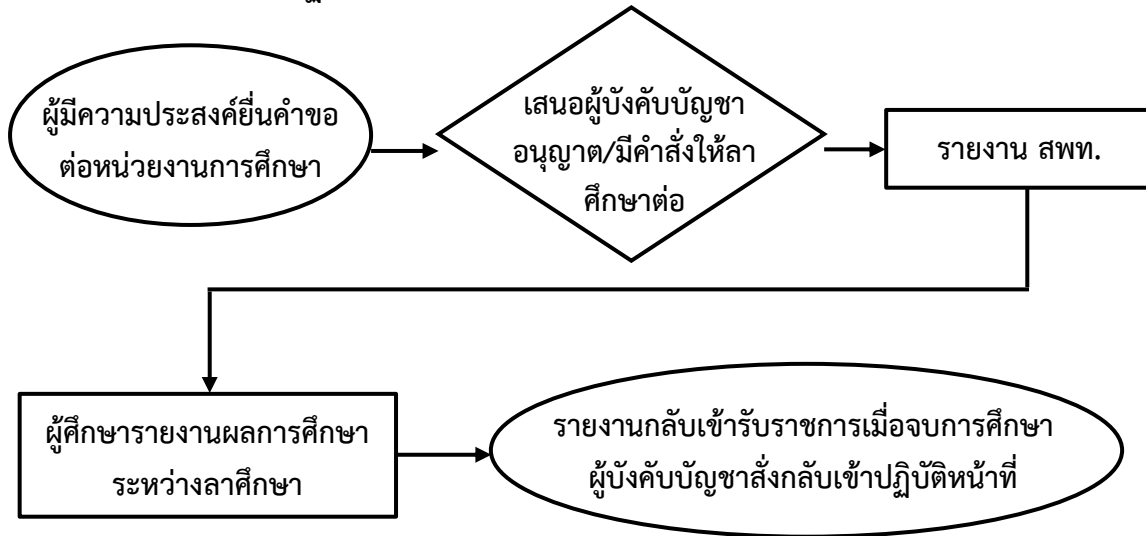 ผู้มีความประสงค์ยื่นคำขอ
ต่อหน่วยงานการศึกษา
เสนอผู้บังคับบัญชา
อนุญาต/มีคำสั่งให้ลา
ศึกษาต่อ
รายงาน สพท.
ผู้ศึกษารายงานผลการศึกษา
ระหว่างลาศึกษา
รายงานกลับเข้ารับราชการเมื่อจบการศึกษา
ผู้บังคับบัญชาสั่งกลับเข้าปฏิบัติหน้าที่